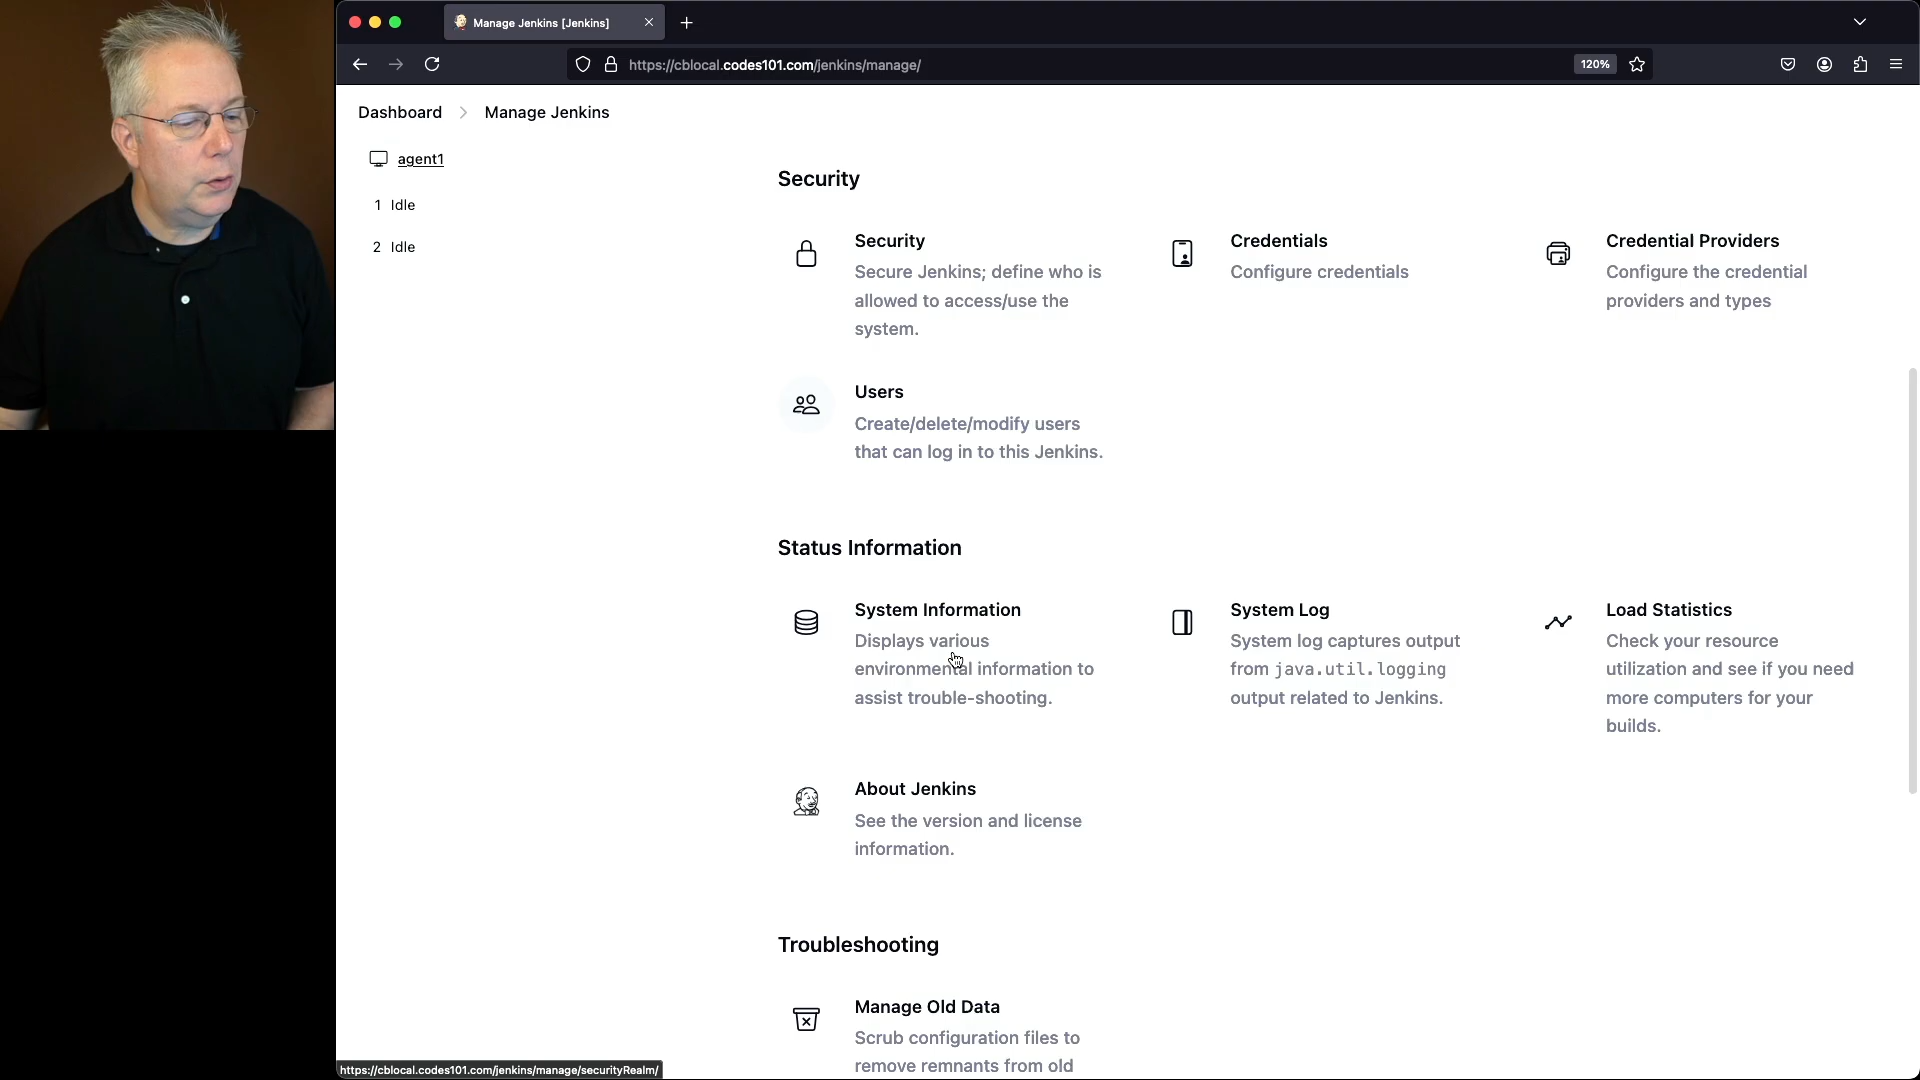 Manage Jenkins [Jenkins]
https://cblocal.codes101.com/jenkins/manage/
120%
Dashboard
Manage Jenkins
agent1
1 Idle
2 Idle
Security
Security
Secure Jenkins; define who is
allowed to access/use the
system.
Credentials
Configure credentials
Credential Providers
Configure the credential
providers and types
Users
Create/delete/modify users
that can log in to this Jenkins.
Status Information
System Information
Displays various
environmental information to
assist trouble-shooting.
System Log
System log captures output
from java.util.logging
output related to Jenkins.
Load Statistics
Check your resource
utilization and see if you need
more computers for your
builds.
About Jenkins
See the version and license
information.
Troubleshooting
Manage Old Data
Scrub configuration files to
remove remnants from old
https://cblocal.codes101.com/jenkins/manage/securityRealm/